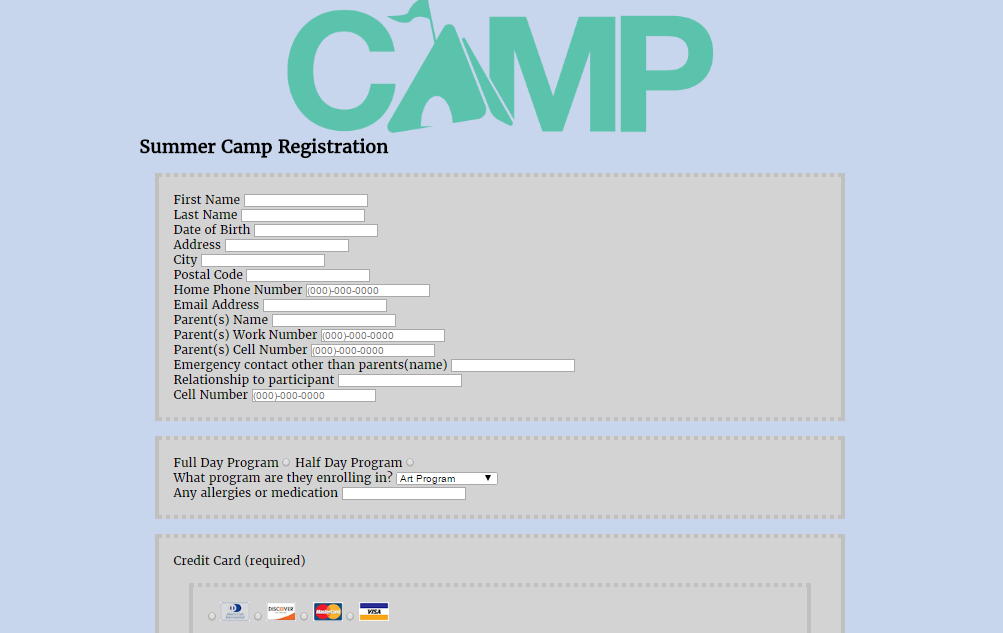 CAMP
Summer Camp Registration
First Name
Last Name
Date of Birth
Address
City
Postal Code
Home Phone Number (000)-000-0000
Email Address
Parent(s) Name
Parent(s) Work Number (000)-000-0000
Parent(s) Cell Number (000)-000-0000
Emergency contact other than parents(name)
Relationship to participant
Cell Number (000)-000-0000
Full Day Program Half Day Program
What program are they enrolling in? Art Program
Any allergies or medication
Credit Card (required)
DISCOVER MasterCard VISA